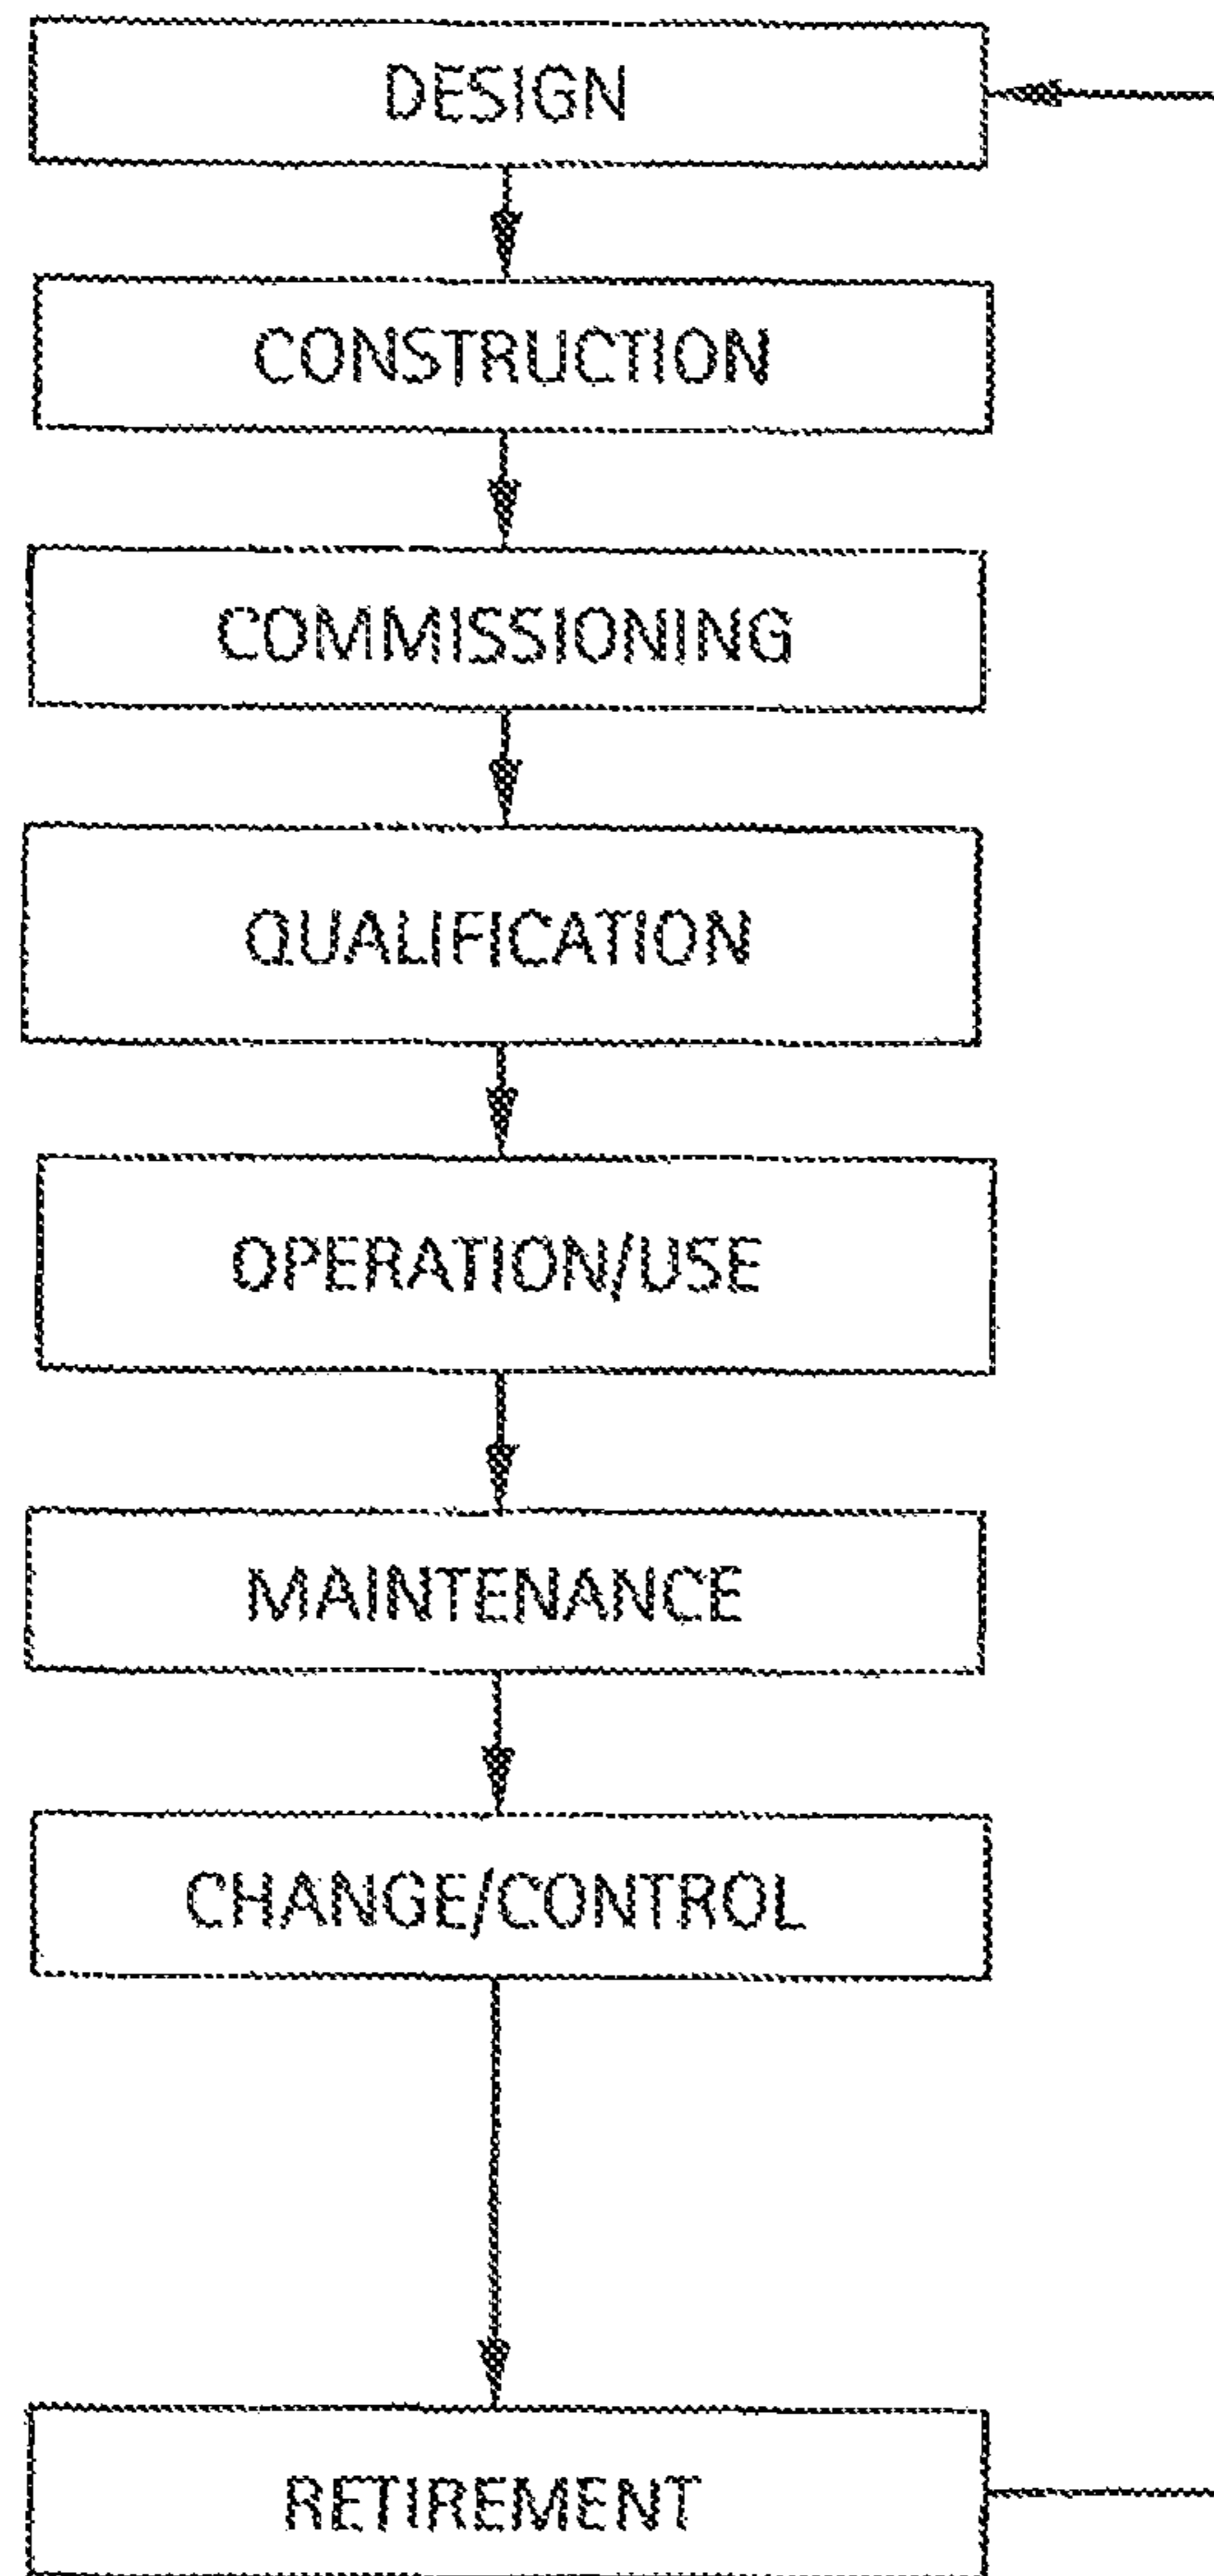 DESIGN
CONSTRUCTION
COMMISSIONING
QUALIFICATION
OPERATION/USE
MAINTENANCE
CHANGE/CONTROL
RETIREMENT